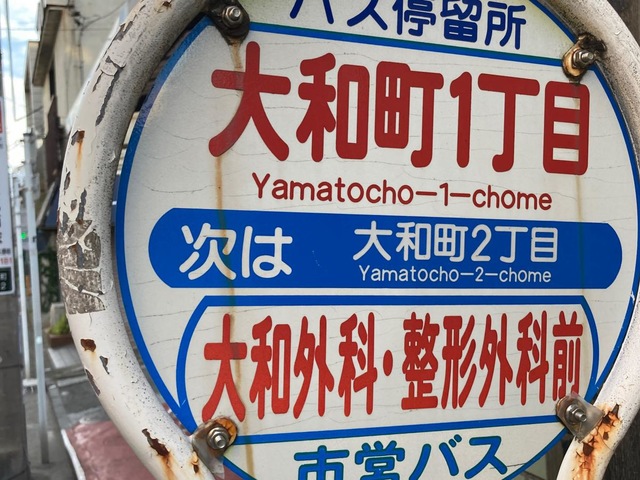 バス停留所
大和町1丁目
Yamatocho-1-chome
次は 大和町2丁目
Yamatocho-2-chome
大和外科・整形外科前
市営バス